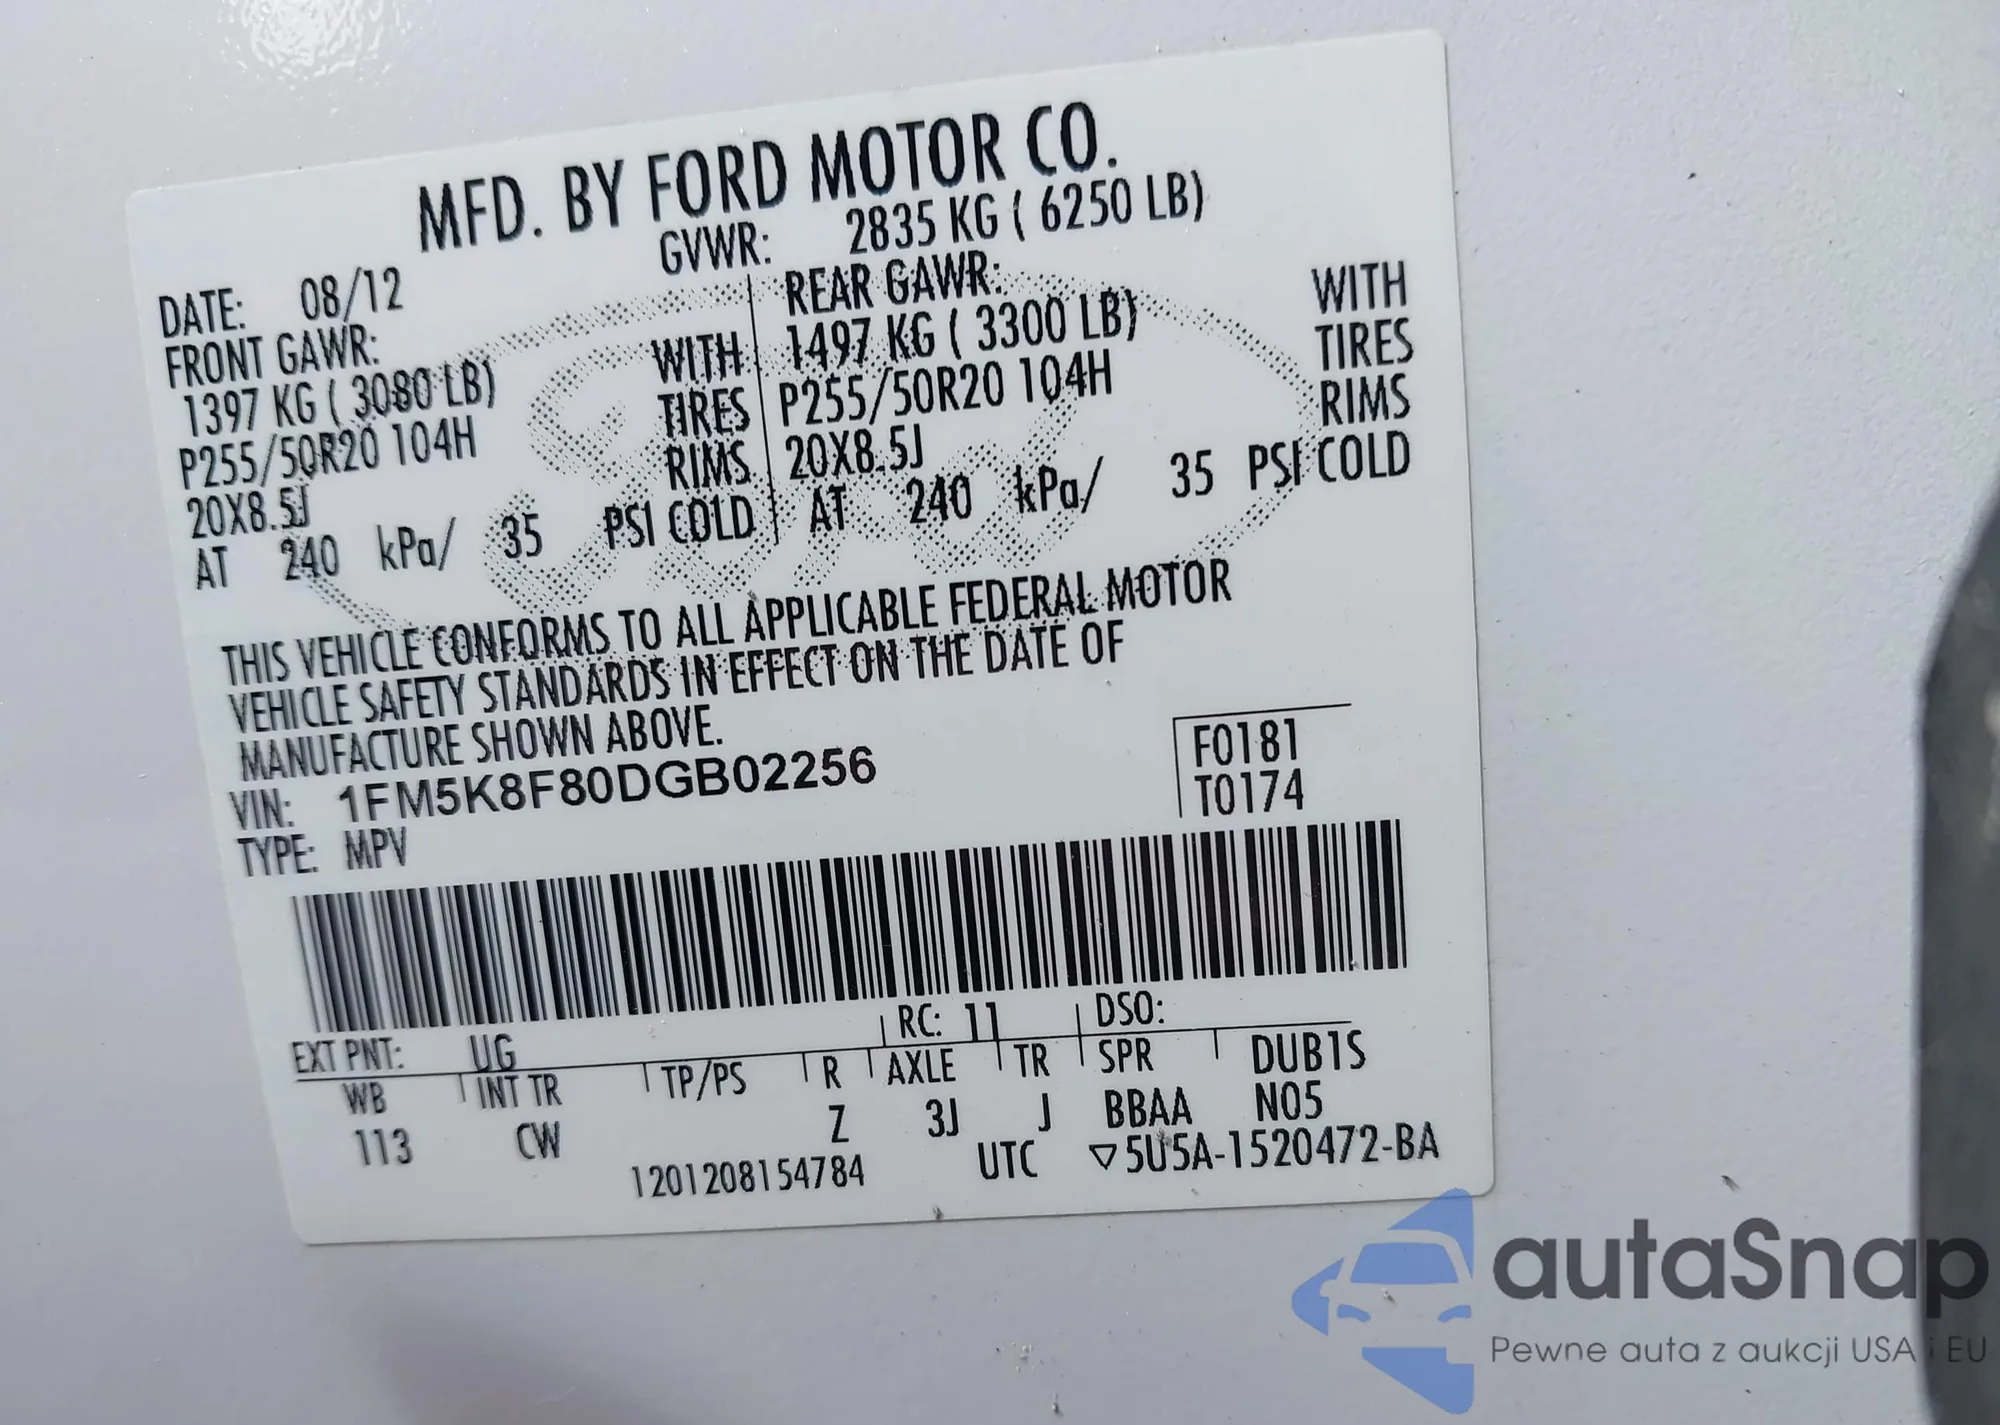 MFD. BY FORD MOTOR CO.
DATE: 08/12 GVWR: 2835 KG ( 6250 LB)
FRONT GAWR: REAR GAWR:
1397 KG ( 3080 LB) WITH 1497 KG ( 3300 LB) WITH
P255/50R20 104H TIRES P255/50R20 104H TIRES
20X8.5J RIMS 20X8.5J RIMS
AT 240 kPa/ 35 PSI COLD AT 240 kPa/ 35 PSI COLD
THIS VEHICLE CONFORMS TO ALL APPLICABLE FEDERAL MOTOR
VEHICLE SAFETY STANDARDS IN EFFECT ON THE DATE OF
MANUFACTURE SHOWN ABOVE.
VIN: 1FM5K8F80DGB02256
TYPE: MPV
F0181
T0174
EXT PNT: UG RC: 11 DSO:
WB INT TR TP/PS R AXLE TR SPR DUB1S
113 CW Z 3J J BBAA N05
1201208154784 UTC ▽5U5A-1520472-BA
autaSnap
Pewne auta z aukcji USA i EU